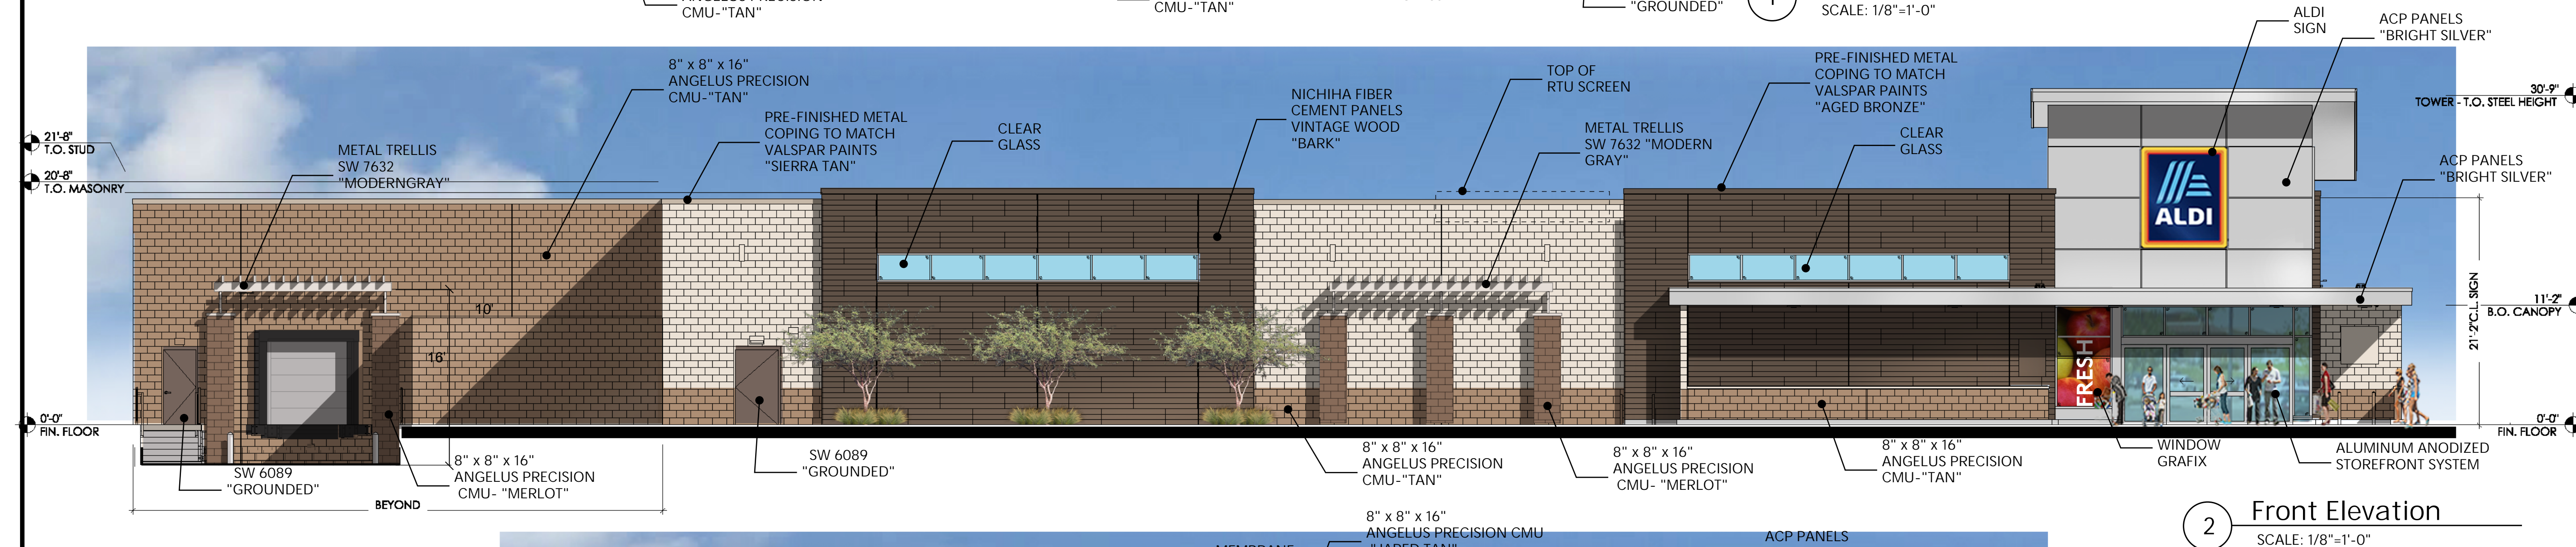 ANGELUS PRECISION
CMU-"TAN"
CMU-"TAN"
"GROUNDED"
1
SCALE: 1/8"=1'-0"
ALDI
SIGN
ACP PANELS
"BRIGHT SILVER"
8" x 8" x 16"
ANGELUS PRECISION
CMU-"TAN"
PRE-FINISHED METAL
COPING TO MATCH
VALSPAR PAINTS
"SIERRA TAN"
CLEAR
GLASS
NICHIHA FIBER
CEMENT PANELS
VINTAGE WOOD
"BARK"
TOP OF
RTU SCREEN
METAL TRELLIS
SW 7632 "MODERN
GRAY"
PRE-FINISHED METAL
COPING TO MATCH
VALSPAR PAINTS
"AGED BRONZE"
CLEAR
GLASS
30'-9"
TOWER - T.O. STEEL HEIGHT
21'-8"
T.O. STUD
20'-8"
T.O. MASONRY
METAL TRELLIS
SW 7632
"MODERNGRAY"
ACP PANELS
"BRIGHT SILVER"
ALDI
10'
16'
21'-2"C.L. SIGN
11'-2"
B.O. CANOPY
FRESH
0'-0"
FIN. FLOOR
0'-0"
FIN. FLOOR
SW 6089
"GROUNDED"
8" x 8" x 16"
ANGELUS PRECISION
CMU- "MERLOT"
SW 6089
"GROUNDED"
8" x 8" x 16"
ANGELUS PRECISION
CMU-"TAN"
8" x 8" x 16"
ANGELUS PRECISION
CMU- "MERLOT"
8" x 8" x 16"
ANGELUS PRECISION
CMU-"TAN"
WINDOW
GRAFIX
ALUMINUM ANODIZED
STOREFRONT SYSTEM
BEYOND
2
Front Elevation
SCALE: 1/8"=1'-0"
8" x 8" x 16"
ANGELUS PRECISION CMU
ACP PANELS